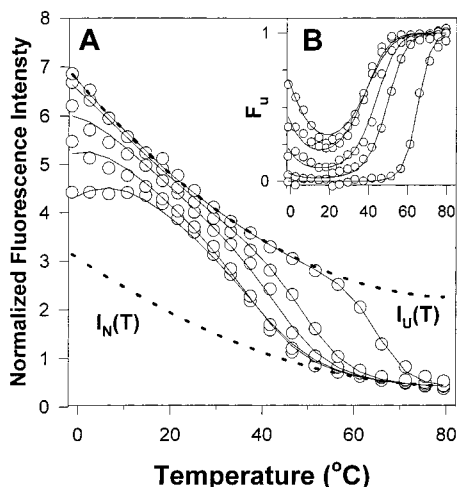 A
B
Normalized Fluorescence Intensty
8
7
6
5
4
3
2
1
0
F_u
1
0
0 20 40 60 80
I_N(T)
I_U(T)
0 20 40 60 80
Temperature (°C)